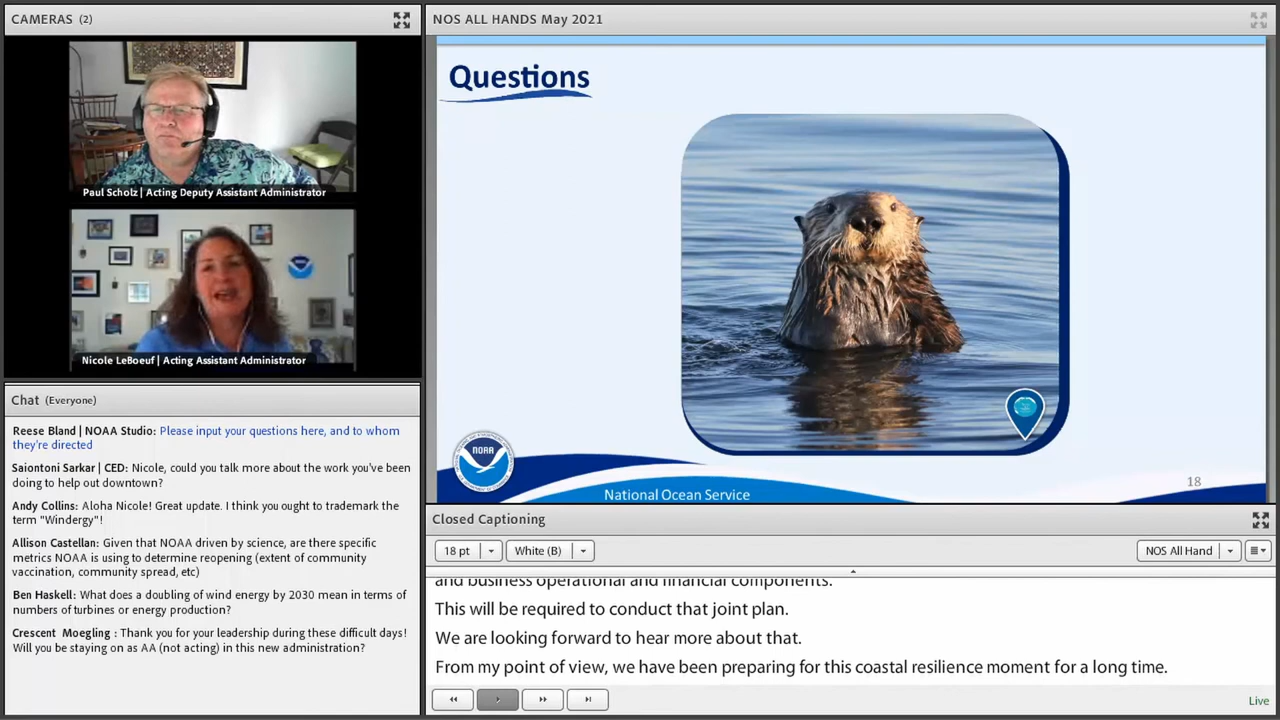 CAMERAS (2)
Paul Scholz | Acting Deputy Assistant Administrator
Nicole LeBoeuf | Acting Assistant Administrator
Chat (Everyone)
Reese Bland | NOAA Studio: Please input your questions here, and to whom
they're directed
Saiontoni Sarkar | CED: Nicole, could you talk more about the work you've been
doing to help out downtown?
Andy Collins: Aloha Nicole! Great update. I think you ought to trademark the
term "Windergy"!
Allison Castellan: Given that NOAA driven by science, are there specific
metrics NOAA is using to determine reopening (extent of community
vaccination, community spread, etc)
Ben Haskell: What does a doubling of wind energy by 2030 mean in terms of
numbers of turbines or energy production?
Crescent Moegling : Thank you for your leadership during these difficult days!
Will you be staying on as AA (not acting) in this new administration?
NOS ALL HANDS May 2021
Questions
NOAA
National Ocean Service
18
Closed Captioning
18 pt
White (B)
NOS All Hand
and business operational and financial components.
This will be required to conduct that joint plan.
We are looking forward to hear more about that.
From my point of view, we have been preparing for this coastal resilience moment for a long time.
Live